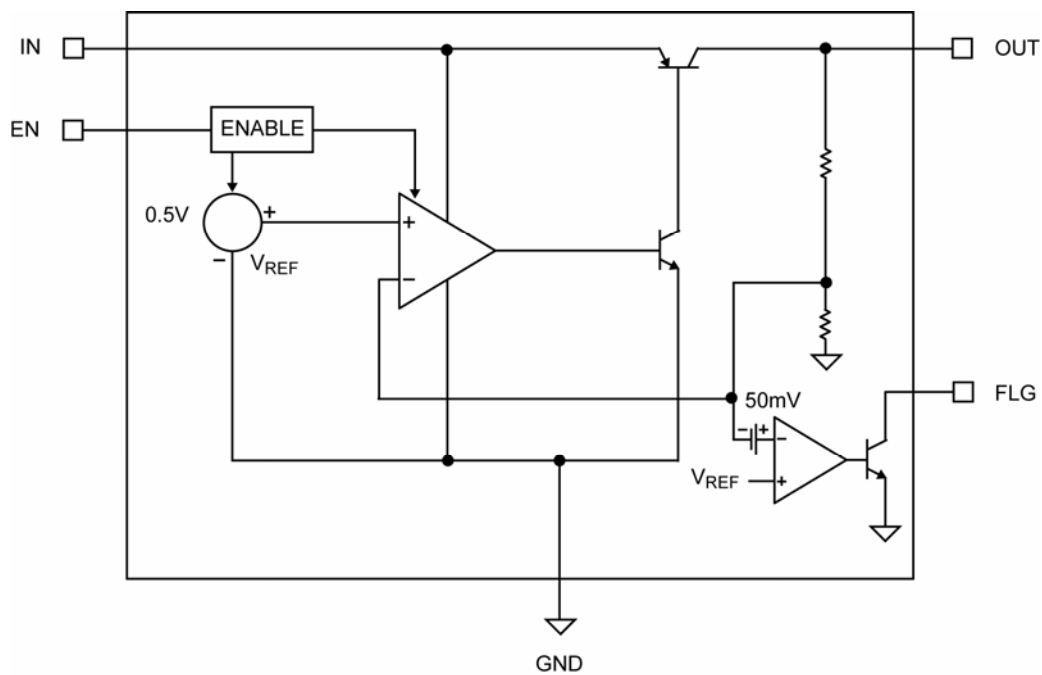 IN
OUT
EN
ENABLE
0.5V
+
+
−
VREF
−
50mV
FLG
− +
−
VREF
+
GND